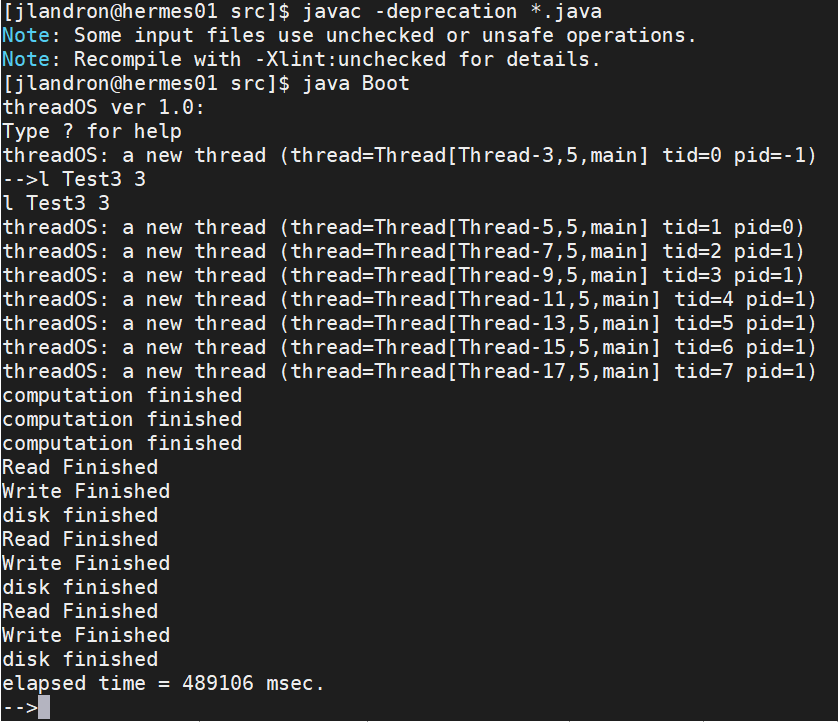 [jlandron@hermes01 src]$ javac -deprecation *.java
Note: Some input files use unchecked or unsafe operations.
Note: Recompile with -Xlint:unchecked for details.
[jlandron@hermes01 src]$ java Boot
threadOS ver 1.0:
Type ? for help
threadOS: a new thread (thread=Thread[Thread-3,5,main] tid=0 pid=-1)
-->l Test3 3
l Test3 3
threadOS: a new thread (thread=Thread[Thread-5,5,main] tid=1 pid=0)
threadOS: a new thread (thread=Thread[Thread-7,5,main] tid=2 pid=1)
threadOS: a new thread (thread=Thread[Thread-9,5,main] tid=3 pid=1)
threadOS: a new thread (thread=Thread[Thread-11,5,main] tid=4 pid=1)
threadOS: a new thread (thread=Thread[Thread-13,5,main] tid=5 pid=1)
threadOS: a new thread (thread=Thread[Thread-15,5,main] tid=6 pid=1)
threadOS: a new thread (thread=Thread[Thread-17,5,main] tid=7 pid=1)
computation finished
computation finished
computation finished
Read Finished
Write Finished
disk finished
Read Finished
Write Finished
disk finished
Read Finished
Write Finished
disk finished
elapsed time = 489106 msec.
-->